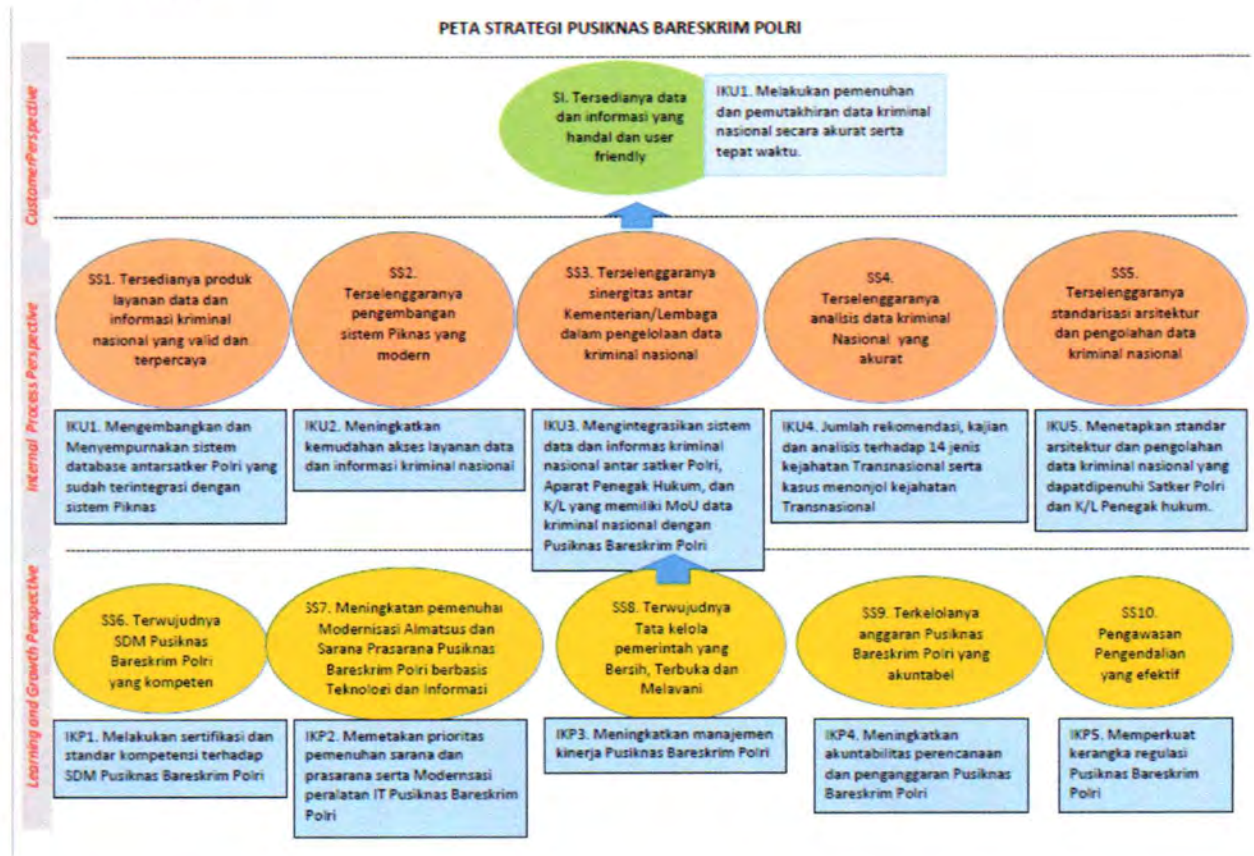 PETA STRATEGI PUSIKNAS BARESKRIM POLRI
CustomerPerspective
SI. Tersedianya data
dan informasi yang
handal dan user
friendly
IKU1. Melakukan pemenuhan
dan pemutakhiran data kriminal
nasional secara akurat serta
tepat waktu.
Internal Process Perspective
SS1. Tersedianya produk
layanan data dan
informasi kriminal
nasional yang valid dan
terpercaya
SS2.
Terselenggaranya
pengembangan
sistem Piknas yang
modern
SS3. Terselenggaranya
sinergitas antar
Kementerian/Lembaga
dalam pengelolaan data
kriminal nasional
SS4.
Terselenggaranya
analisis data kriminal
Nasional yang
akurat
SS5.
Terselenggaranya
standarisasi arsitektur
dan pengolahan data
kriminal nasional
IKU1. Mengembangkan dan
Menyempurnakan sistem
database antarsatker Polri yang
sudah terintegrasi dengan
sistem Piknas
IKU2. Meningkatkan
kemudahan akses layanan data
dan informasi kriminal nasional
IKU3. Mengintegrasikan sistem
data dan informas kriminal
nasional antar satker Polri,
Aparat Penegak Hukum, dan
K/L yang memiliki MoU data
kriminal nasional dengan
Pusiknas Bareskrim Polri
IKU4. Jumlah rekomendasi, kajian
dan analisis terhadap 14 jenis
kejahatan Transnasional serta
kasus menonjol kejahatan
Transnasional
IKU5. Menetapkan standar
arsitektur dan pengolahan
data kriminal nasional yang
dapatdipenuhi Satker Polri
dan K/L Penegak hukum.
Learning and Growth Perspective
SS6. Terwujudnya
SDM Pusiknas
Bareskrim Polri
yang kompeten
SS7. Meningkatan pemenuhai
Modernisasi Almatsus dan
Sarana Prasarana Pusiknas
Bareskrim Polri berbasis
Teknologi dan Informasi
SS8. Terwujudnya
Tata kelola
pemerintah yang
Bersih, Terbuka dan
Melavani
SS9. Terkelolanya
anggaran Pusiknas
Bareskrim Polri yang
akuntabel
SS10.
Pengawasan
Pengendalian
yang efektif
IKP1. Melakukan sertifikasi dan
standar kompetensi terhadap
SDM Pusiknas Bareskrim Polri
IKP2. Memetakan prioritas
pemenuhan sarana dan
prasarana serta Modernsasi
peralatan IT Pusiknas Bareskrim
Polri
IKP3. Meningkatkan manajemen
kinerja Pusiknas Bareskrim Polri
IKP4. Meningkatkan
akuntabilitas perencanaan
dan penganggaran Pusiknas
Bareskrim Polri
IKP5. Memperkuat
kerangka regulasi
Pusiknas Bareskrim
Polri